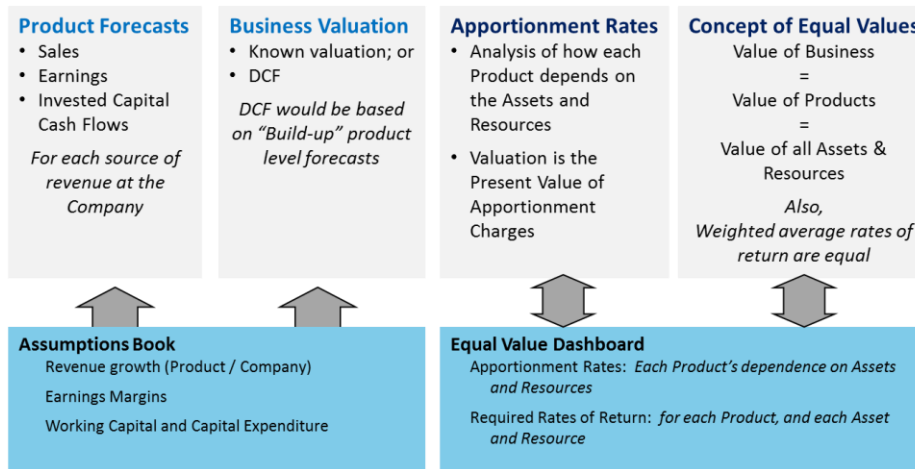 Product Forecasts
• Sales
• Earnings
• Invested Capital
Cash Flows
For each source of
revenue at the
Company
Business Valuation
• Known valuation; or
• DCF
DCF would be based
on “Build-up” product
level forecasts
Apportionment Rates
• Analysis of how each
Product depends on
the Assets and
Resources
• Valuation is the
Present Value of
Apportionment
Charges
Concept of Equal Values
Value of Business
=
Value of Products
=
Value of all Assets &
Resources
Also,
Weighted average rates of
return are equal
Assumptions Book
Revenue growth (Product / Company)
Earnings Margins
Working Capital and Capital Expenditure
Equal Value Dashboard
Apportionment Rates: Each Product’s dependence on Assets
and Resources
Required Rates of Return: for each Product, and each Asset
and Resource